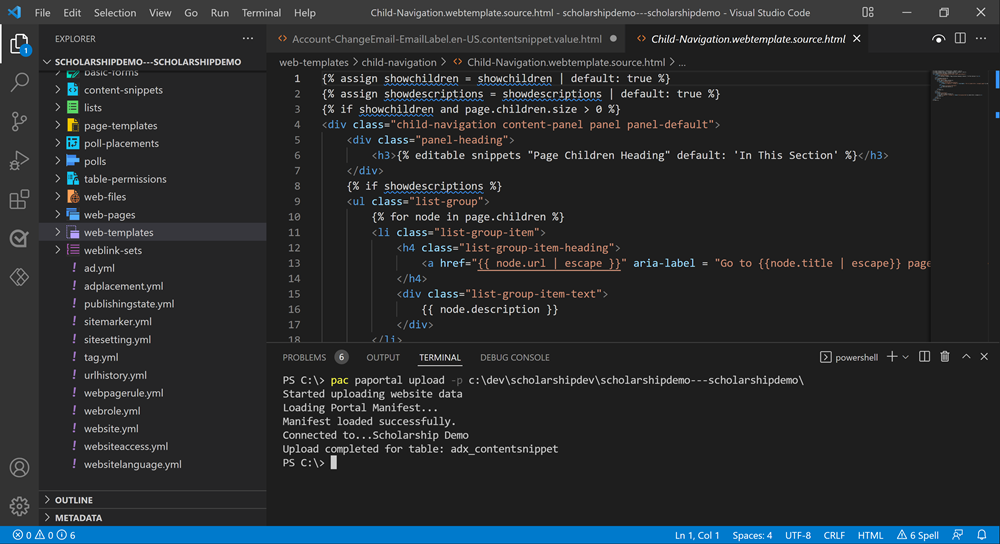 File Edit Selection View Go Run Terminal Help Child-Navigation.webtemplate.source.html - scholarshipdemo---scholarshipdemo - Visual Studio Code
EXPLORER
1
SCHOLARSHIPDEMO---SCHOLARSHIPDEMO
basic-forms
content-snippets
lists
page-templates
poll-placements
polls
table-permissions
web-files
web-pages
web-templates
weblink-sets
ad.yml
adplacement.yml
publishingstate.yml
sitemarker.yml
sitesetting.yml
tag.yml
urlhistory.yml
webpagerule.yml
webrole.yml
website.yml
websiteaccess.yml
websitelanguage.yml
OUTLINE
METADATA
Account-ChangeEmail-EmailLabel.en-US.contentsnippet.value.html Child-Navigation.webtemplate.source.html
web-templates > child-navigation > Child-Navigation.webtemplate.source.html > ...
1 {% assign showchildren = showchildren | default: true %}
2 {% assign showdescriptions = showdescriptions | default: true %}
3 {% if showchildren and page.children.size > 0 %}
4 <div class="child-navigation content-panel panel panel-default">
5 <div class="panel-heading">
6 <h3>{% editable snippets "Page Children Heading" default: 'In This Section' %}</h3>
7 </div>
8 {% if showdescriptions %}
9 <ul class="list-group">
10 {% for node in page.children %}
11 <li class="list-group-item">
12 <h4 class="list-group-item-heading">
13 <a href="{{ node.url | escape }}" aria-label = "Go to {{node.title | escape}} page
14 </h4>
15 <div class="list-group-item-text">
16 {{ node.description }}
17 </div>
18 </li>
PROBLEMS 6 OUTPUT TERMINAL DEBUG CONSOLE powershell
PS C:\> pac paportal upload -p c:\dev\scholarshipdev\scholarshipdemo---scholarshipdemo\
Started uploading website data
Loading Portal Manifest...
Manifest loaded successfully.
Connected to...Scholarship Demo
Upload completed for table: adx_contentsnippet
PS C:\>
0 0 6 Ln 1, Col 1 Spaces: 4 UTF-8 CRLF HTML 6 Spell